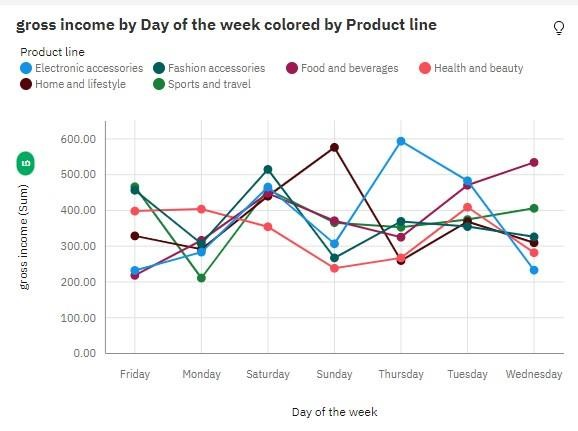 gross income by Day of the week colored by Product line
Product line
Electronic accessories Fashion accessories Food and beverages Health and beauty
Home and lifestyle Sports and travel
600.00
500.00
400.00
300.00
200.00
100.00
0.00
gross income (Sum)
Friday Monday Saturday Sunday Thursday Tuesday Wednesday
Day of the week